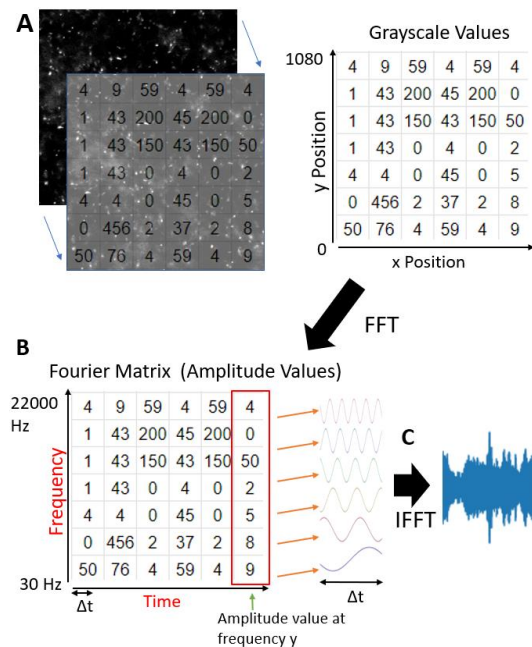 A
4 9 59 4 59 4
1 43 200 45 200 0
1 43 150 43 150 50
1 43 0 4 0 2
4 4 0 45 0 5
0 456 2 37 2 8
50 76 4 59 4 9
Grayscale Values
1080
4 9 59 4 59 4
1 43 200 45 200 0
1 43 150 43 150 50
1 43 0 4 0 2
4 4 0 45 0 5
0 456 2 37 2 8
50 76 4 59 4 9
y Position
0
x Position
FFT
B
Fourier Matrix (Amplitude Values)
22000
Hz
4 9 59 4 59 4
1 43 200 45 200 0
1 43 150 43 150 50
1 43 0 4 0 2
4 4 0 45 0 5
0 456 2 37 2 8
50 76 4 59 4 9
Frequency
30 Hz
Δt
Time
Amplitude value at
frequency y
Δt
C
IFFT